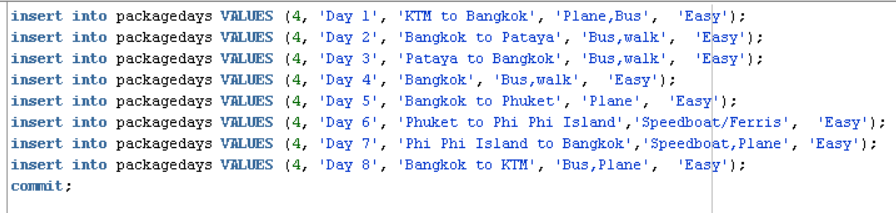 insert into packagedays VALUES (4, 'Day 1', 'KTM to Bangkok', 'Plane,Bus',  'Easy');
insert into packagedays VALUES (4, 'Day 2', 'Bangkok to Pataya', 'Bus,walk',  'Easy');
insert into packagedays VALUES (4, 'Day 3', 'Pataya to Bangkok', 'Bus,walk',  'Easy');
insert into packagedays VALUES (4, 'Day 4', 'Bangkok', 'Bus,walk',  'Easy');
insert into packagedays VALUES (4, 'Day 5', 'Bangkok to Phuket', 'Plane',  'Easy');
insert into packagedays VALUES (4, 'Day 6', 'Phuket to Phi Phi Island','Speedboat/Ferris',  'Easy');
insert into packagedays VALUES (4, 'Day 7', 'Phi Phi Island to Bangkok','Speedboat,Plane', 'Easy');
insert into packagedays VALUES (4, 'Day 8', 'Bangkok to KTM', 'Bus,Plane',  'Easy');
commit;